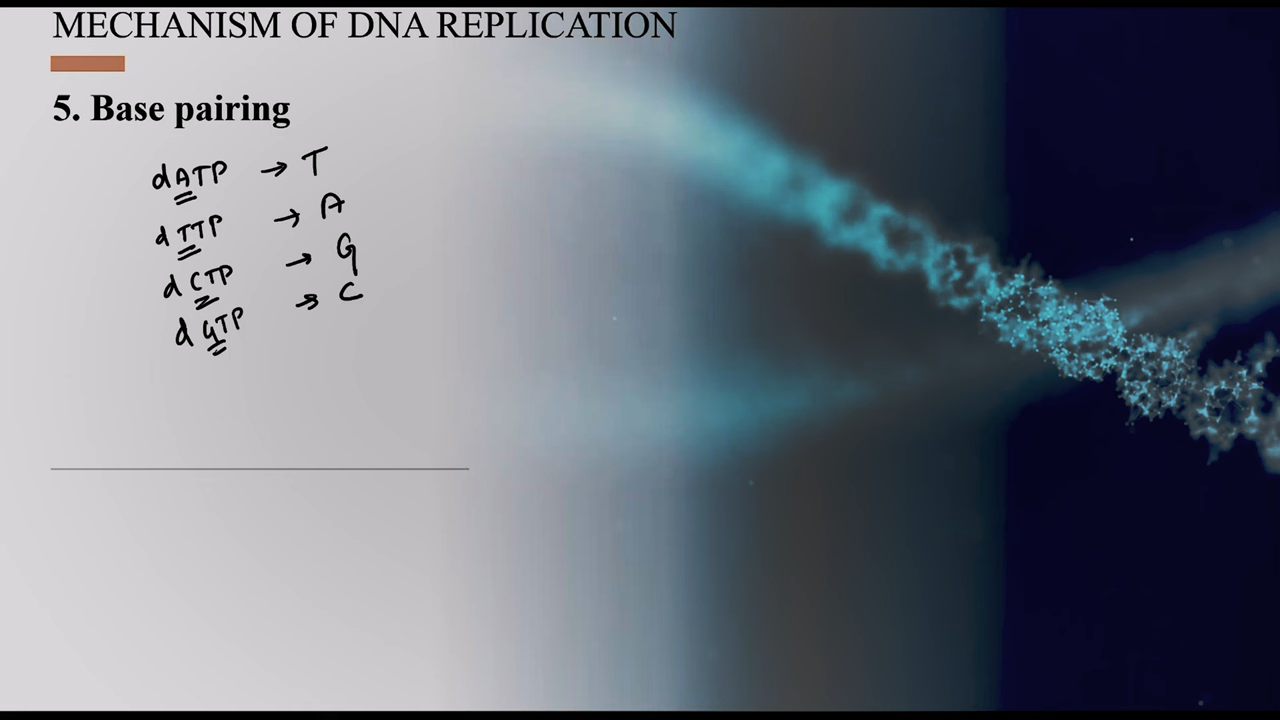 MECHANISM OF DNA REPLICATION
5. Base pairing
dATP → T
dTTP → A
dCTP → G
dGTP → C